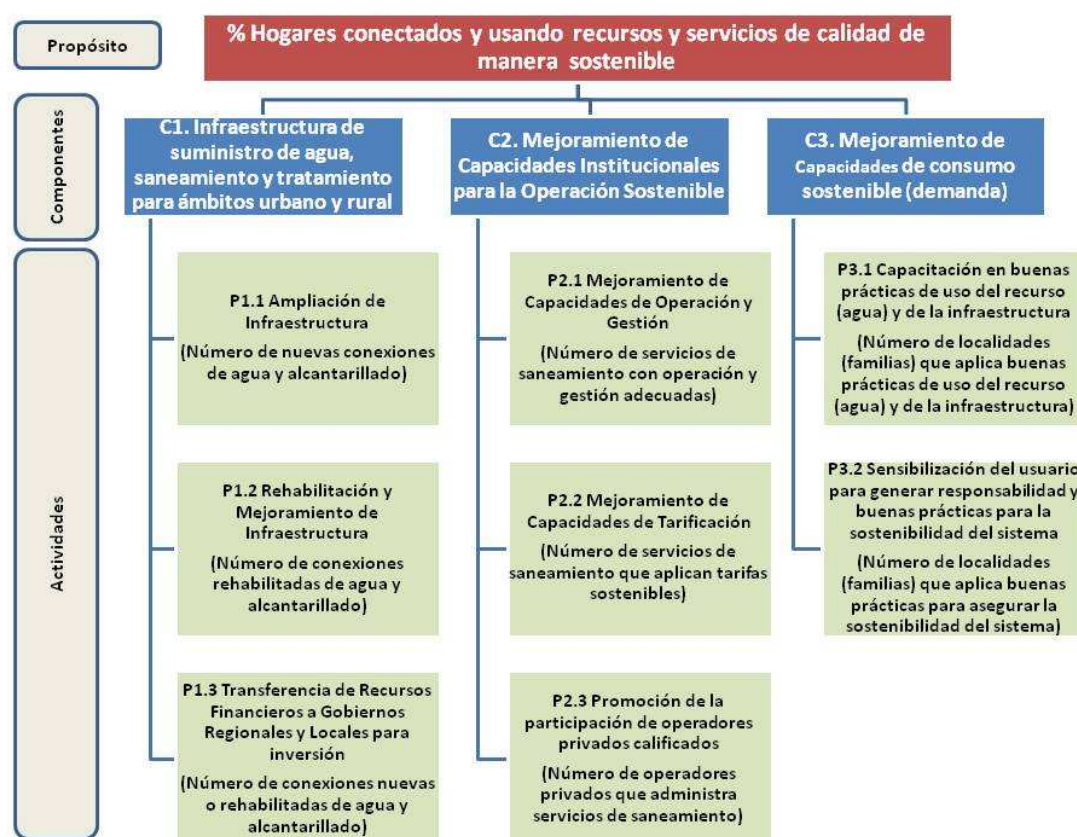 Propósito
% Hogares conectados y usando recursos y servicios de calidad de
manera sostenible
Componentes
C1. Infraestructura de
suministro de agua,
saneamiento y tratamiento
para ámbitos urbano y rural
C2. Mejoramiento de
Capacidades Institucionales
para la Operación Sostenible
C3. Mejoramiento de
Capacidades de consumo
sostenible (demanda)
Actividades
P1.1 Ampliación de
Infraestructura
(Número de nuevas conexiones
de agua y alcantarillado)
P1.2 Rehabilitación y
Mejoramiento de
Infraestructura
(Número de conexiones
rehabilitadas de agua y
alcantarillado)
P1.3 Transferencia de Recursos
Financieros a Gobiernos
Regionales y Locales para
inversión
(Número de conexiones nuevas
o rehabilitadas de agua y
alcantarillado)
P2.1 Mejoramiento de
Capacidades de Operación y
Gestión
(Número de servicios de
saneamiento con operación y
gestión adecuadas)
P2.2 Mejoramiento de
Capacidades de Tarificación
(Número de servicios de
saneamiento que aplican tarifas
sostenibles)
P2.3 Promoción de la
participación de operadores
privados calificados
(Número de operadores
privados que administra
servicios de saneamiento)
P3.1 Capacitación en buenas
prácticas de uso del recurso
(agua) y de la infraestructura
(Número de localidades
(familias) que aplica buenas
prácticas de uso del recurso
(agua) y de la infraestructura)
P3.2 Sensibilización del usuario
para generar responsabilidad y
buenas prácticas para la
sostenibilidad del sistema
(Número de localidades
(familias) que aplica buenas
prácticas para asegurar la
sostenibilidad del sistema)